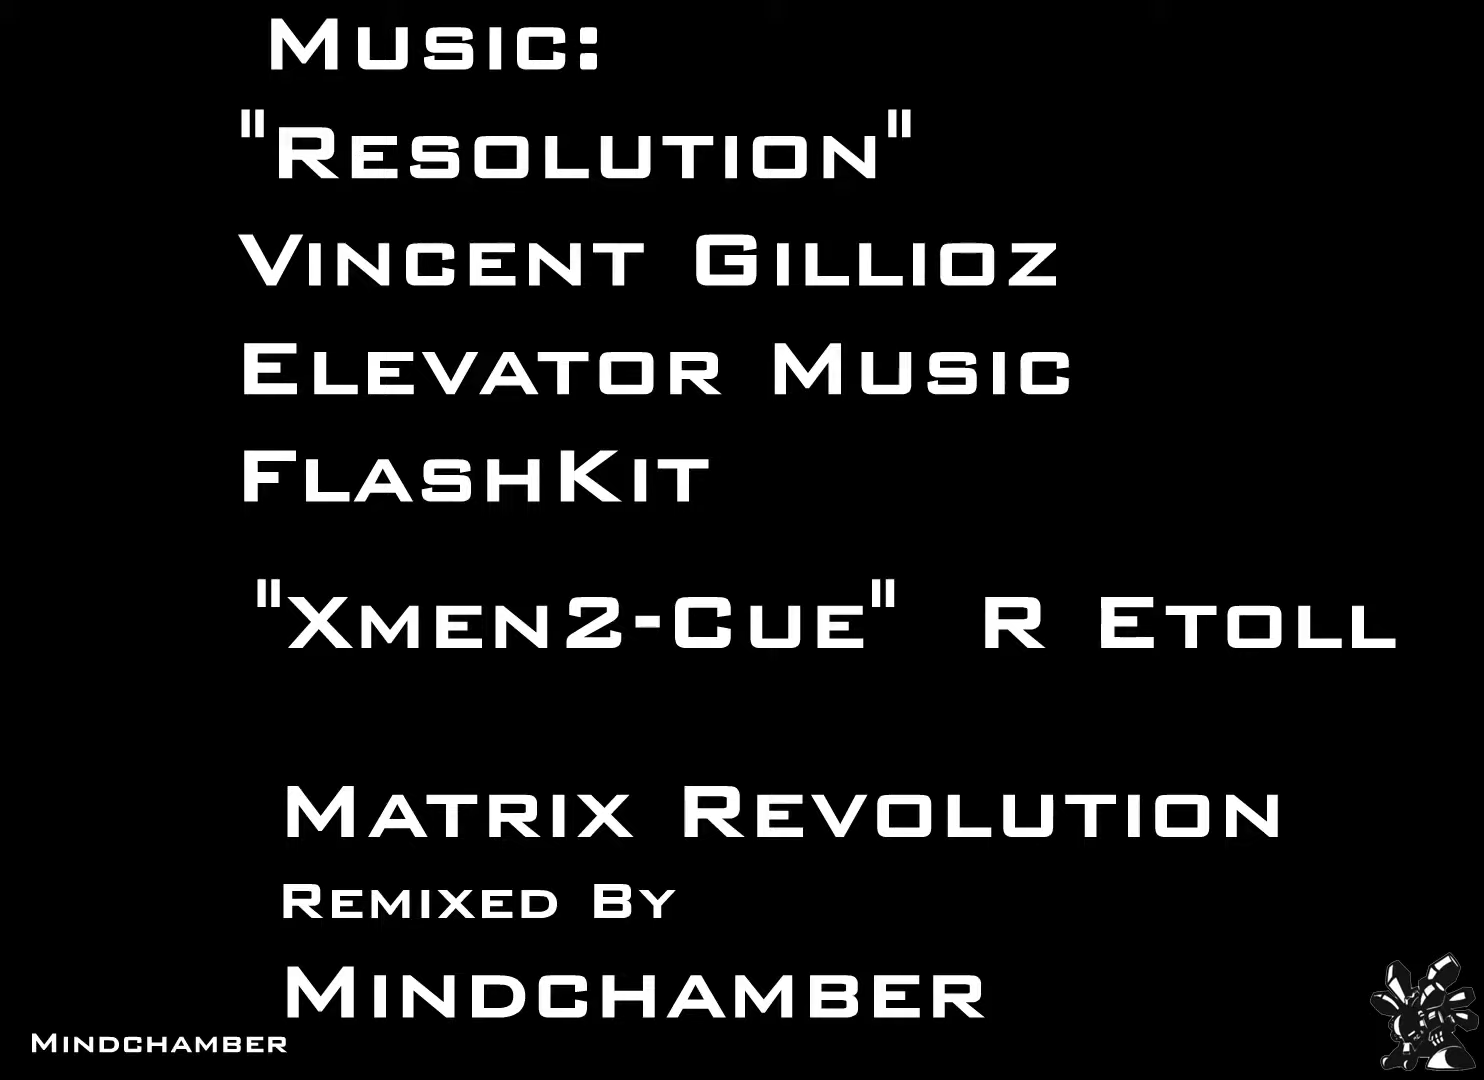 Music:
"Resolution"
Vincent Gillioz
Elevator Music
FlashKit
"Xmen2-Cue" R Etoll
Matrix Revolution
Remixed By
Mindchamber
Mindchamber